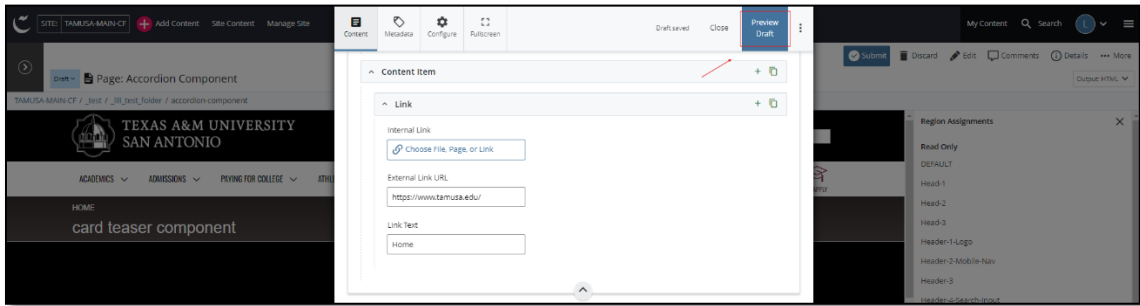 SITE: TAMUSA-MAIN-CF Add Content Site Content Manage Site
Content Metadata Configure Fullscreen
Draft saved Close Preview Draft
My Content Search L
Draft Page: Accordion Component
Submit Discard Edit Comments Details More
Output: HTML
TAMUSA-MAIN-CF / _test / _lili_test_folder / accordion-component
TEXAS A&M UNIVERSITY
SAN ANTONIO
ACADEMICS ADMISSIONS PAYING FOR COLLEGE ATHL
HOME
card teaser component
Content Item
Link
Internal Link
Choose File, Page, or Link
External Link URL
https://www.tamusa.edu/
Link Text
Home
Region Assignments
Read Only
DEFAULT
Head-1
Head-2
Head-3
Header-1-Logo
Header-2-Mobile-Nav
Header-3
Header-4-Search-Input